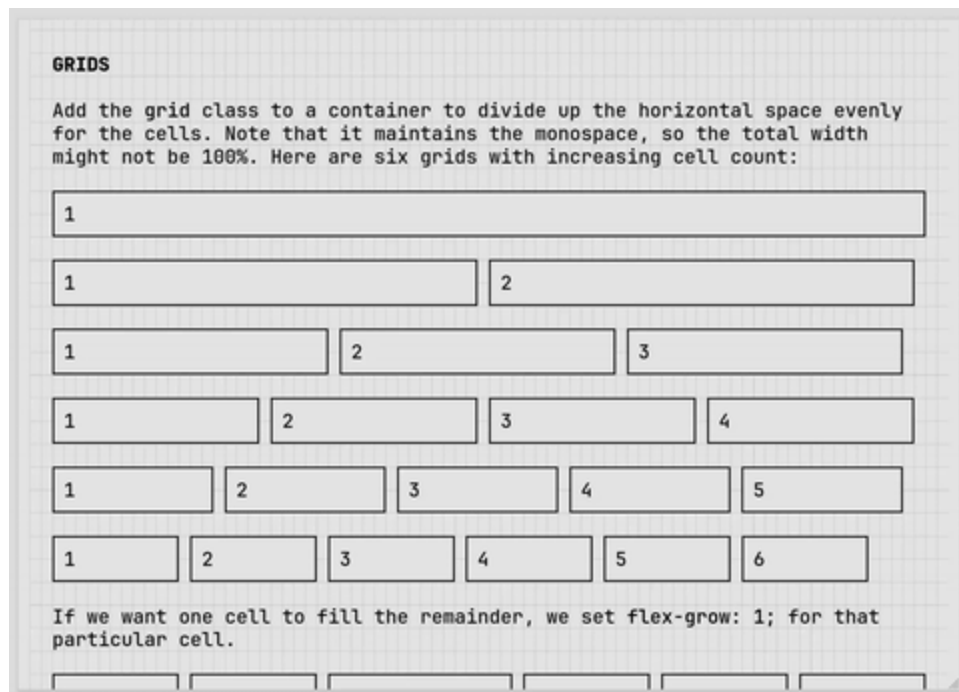 GRIDS
Add the grid class to a container to divide up the horizontal space evenly
for the cells. Note that it maintains the monospace, so the total width
might not be 100%. Here are six grids with increasing cell count:
1
1 2
1 2 3
1 2 3 4
1 2 3 4 5
1 2 3 4 5 6
If we want one cell to fill the remainder, we set flex-grow: 1; for that
particular cell.